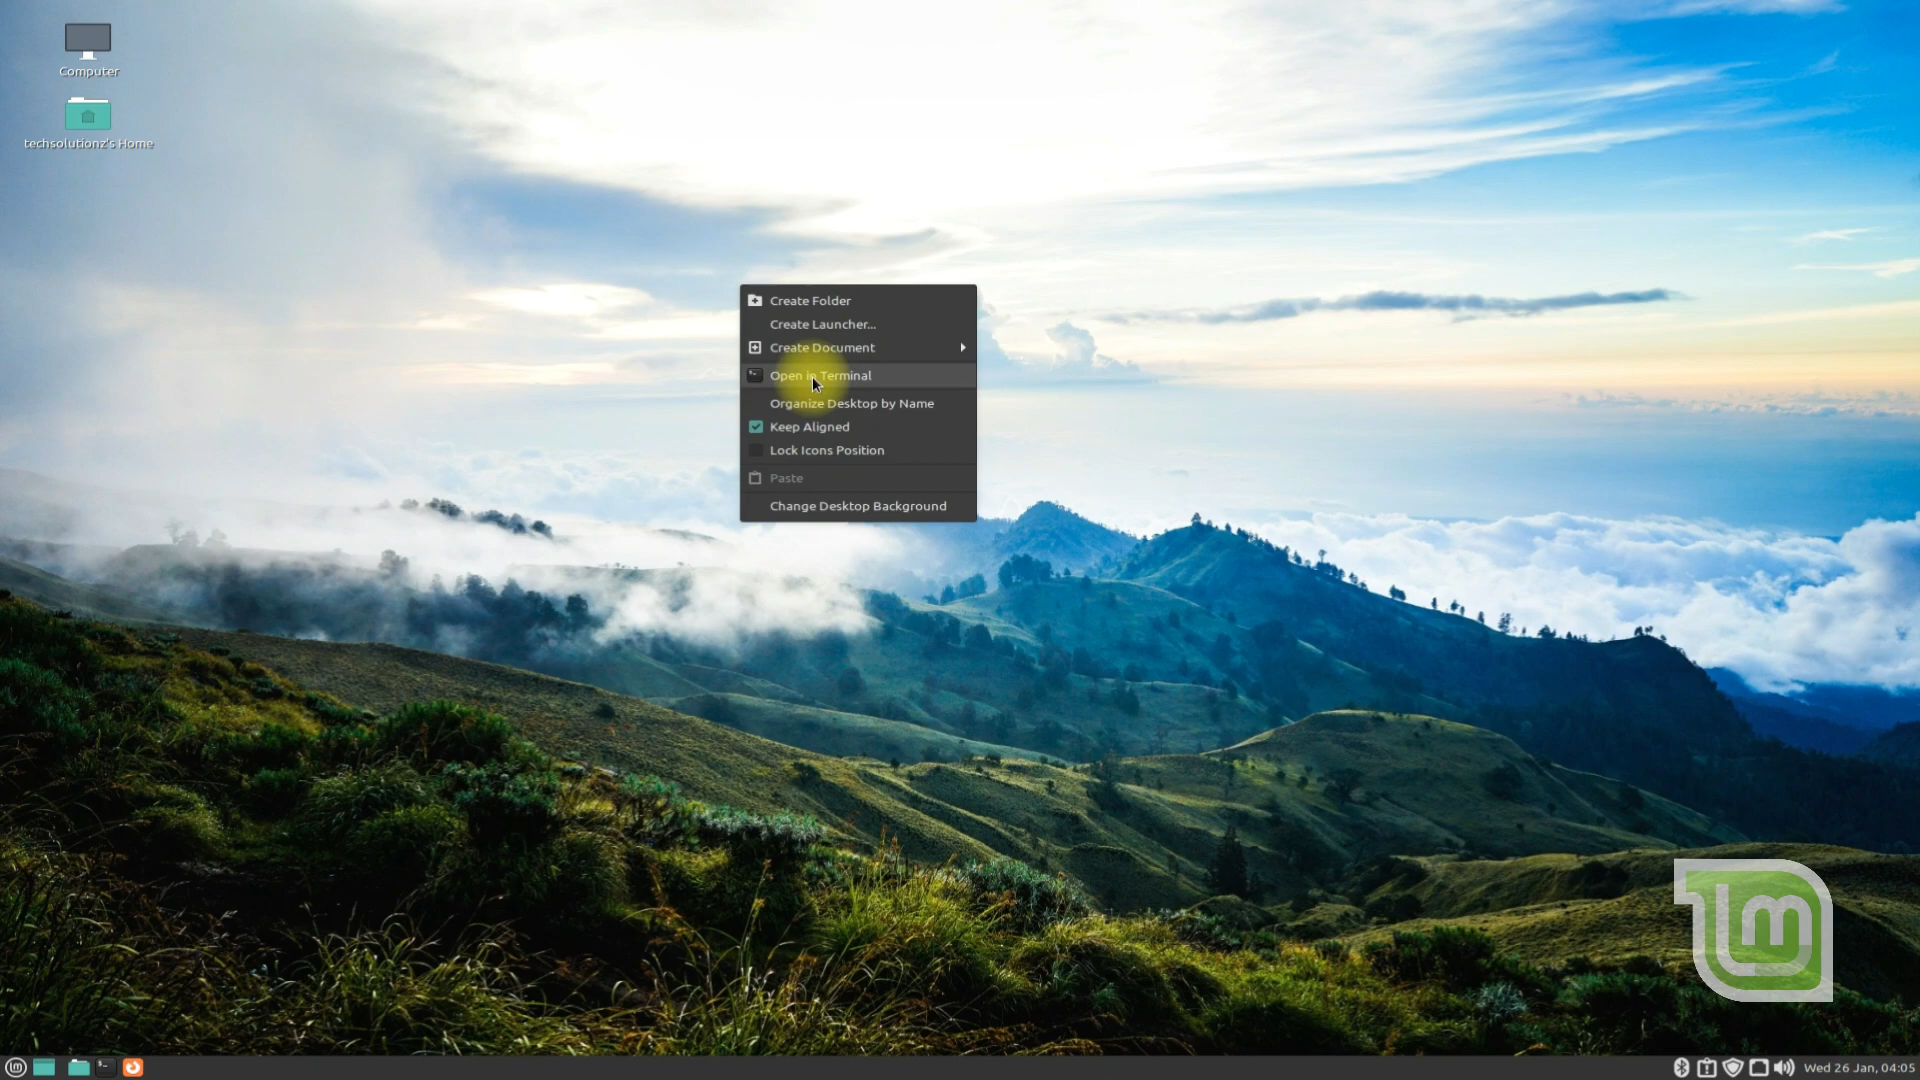 Computer
techsolutionz's Home
Create Folder
Create Launcher...
Create Document
Open in Terminal
Organize Desktop by Name
Keep Aligned
Lock Icons Position
Paste
Change Desktop Background
lm
Wed 26 Jan, 04:05